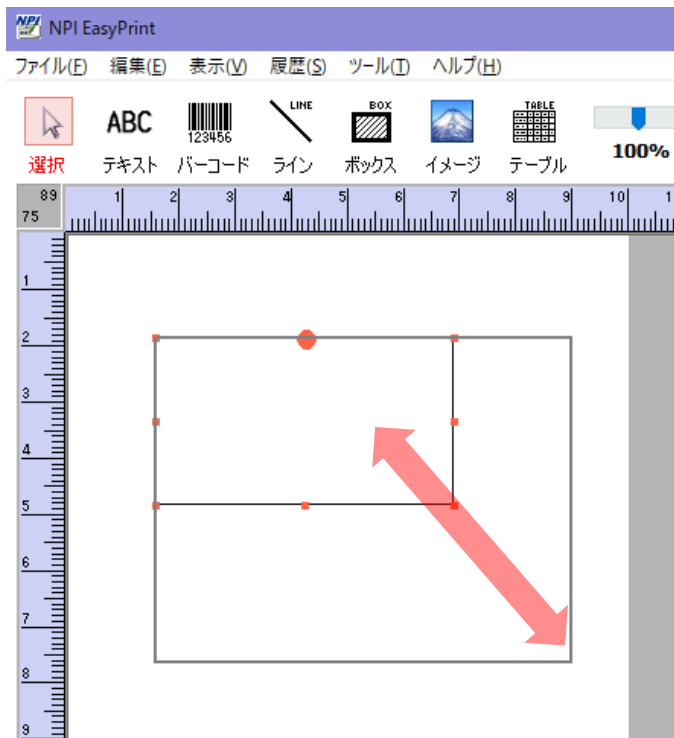 NPI EasyPrint
ファイル(F) 編集(E) 表示(V) 履歴(S) ツール(T) ヘルプ(H)
LINE BOX TABLE
ABC 123456
選択 テキスト バーコード ライン ボックス イメージ テーブル 100%
89
75
1 2 3 4 5 6 7 8 9 10 1
1
2
3
4
5
6
7
8
9